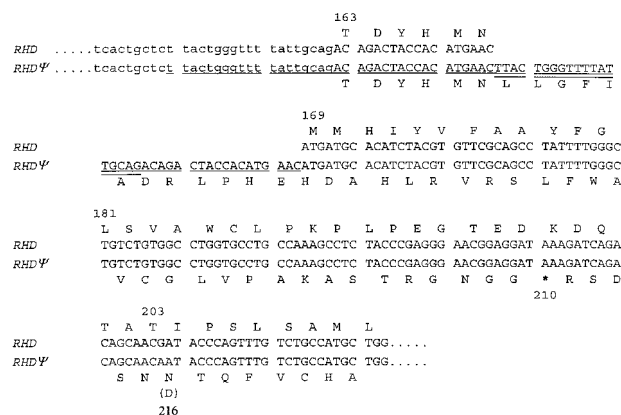 163
T D Y H M N
RHD .....tcactgctct tactgggttt tattgcagAC AGACTACCAC ATGAAC
RHDΨ .....tcactgctct tactgggttt tattgcagAC AGACTACCAC ATGAACTTAC TGGGTTTTAT
T D Y H M N L L G F I
169
M M H I Y V F A A Y F G
RHD ATGATGC ACATCTACGT GTTCGCAGCC TATTTTGGGC
RHDΨ TGCAGACAGA CTACCACATG AACATGATGC ACATCTACGT GTTCGCAGCC TATTTTGGGC
A D R L P H E H D A H L R V R S L F W A
181
L S V A W C L P K P L P E G T E D K D Q
RHD TGTCTGTGGC CTGGTGCCTG CCAAAGCCTC TACCCGAGGG AACGGAGGAT AAAGATCAGA
RHDΨ TGTCTGTGGC CTGGTGCCTG CCAAAGCCTC TACCCGAGGG AACGGAGGAT AAAGATCAGA
V C G L V P A K A S T R G N G G * R S D
210
203
T A T I P S L S A M L
RHD CAGCAACGAT ACCCAGTTTG TCTGCCATGC TGG.....
RHDΨ CAGCAACAAT ACCCAGTTTG TCTGCCATGC TGG.....
S N N T Q F V C H A
(D)
216